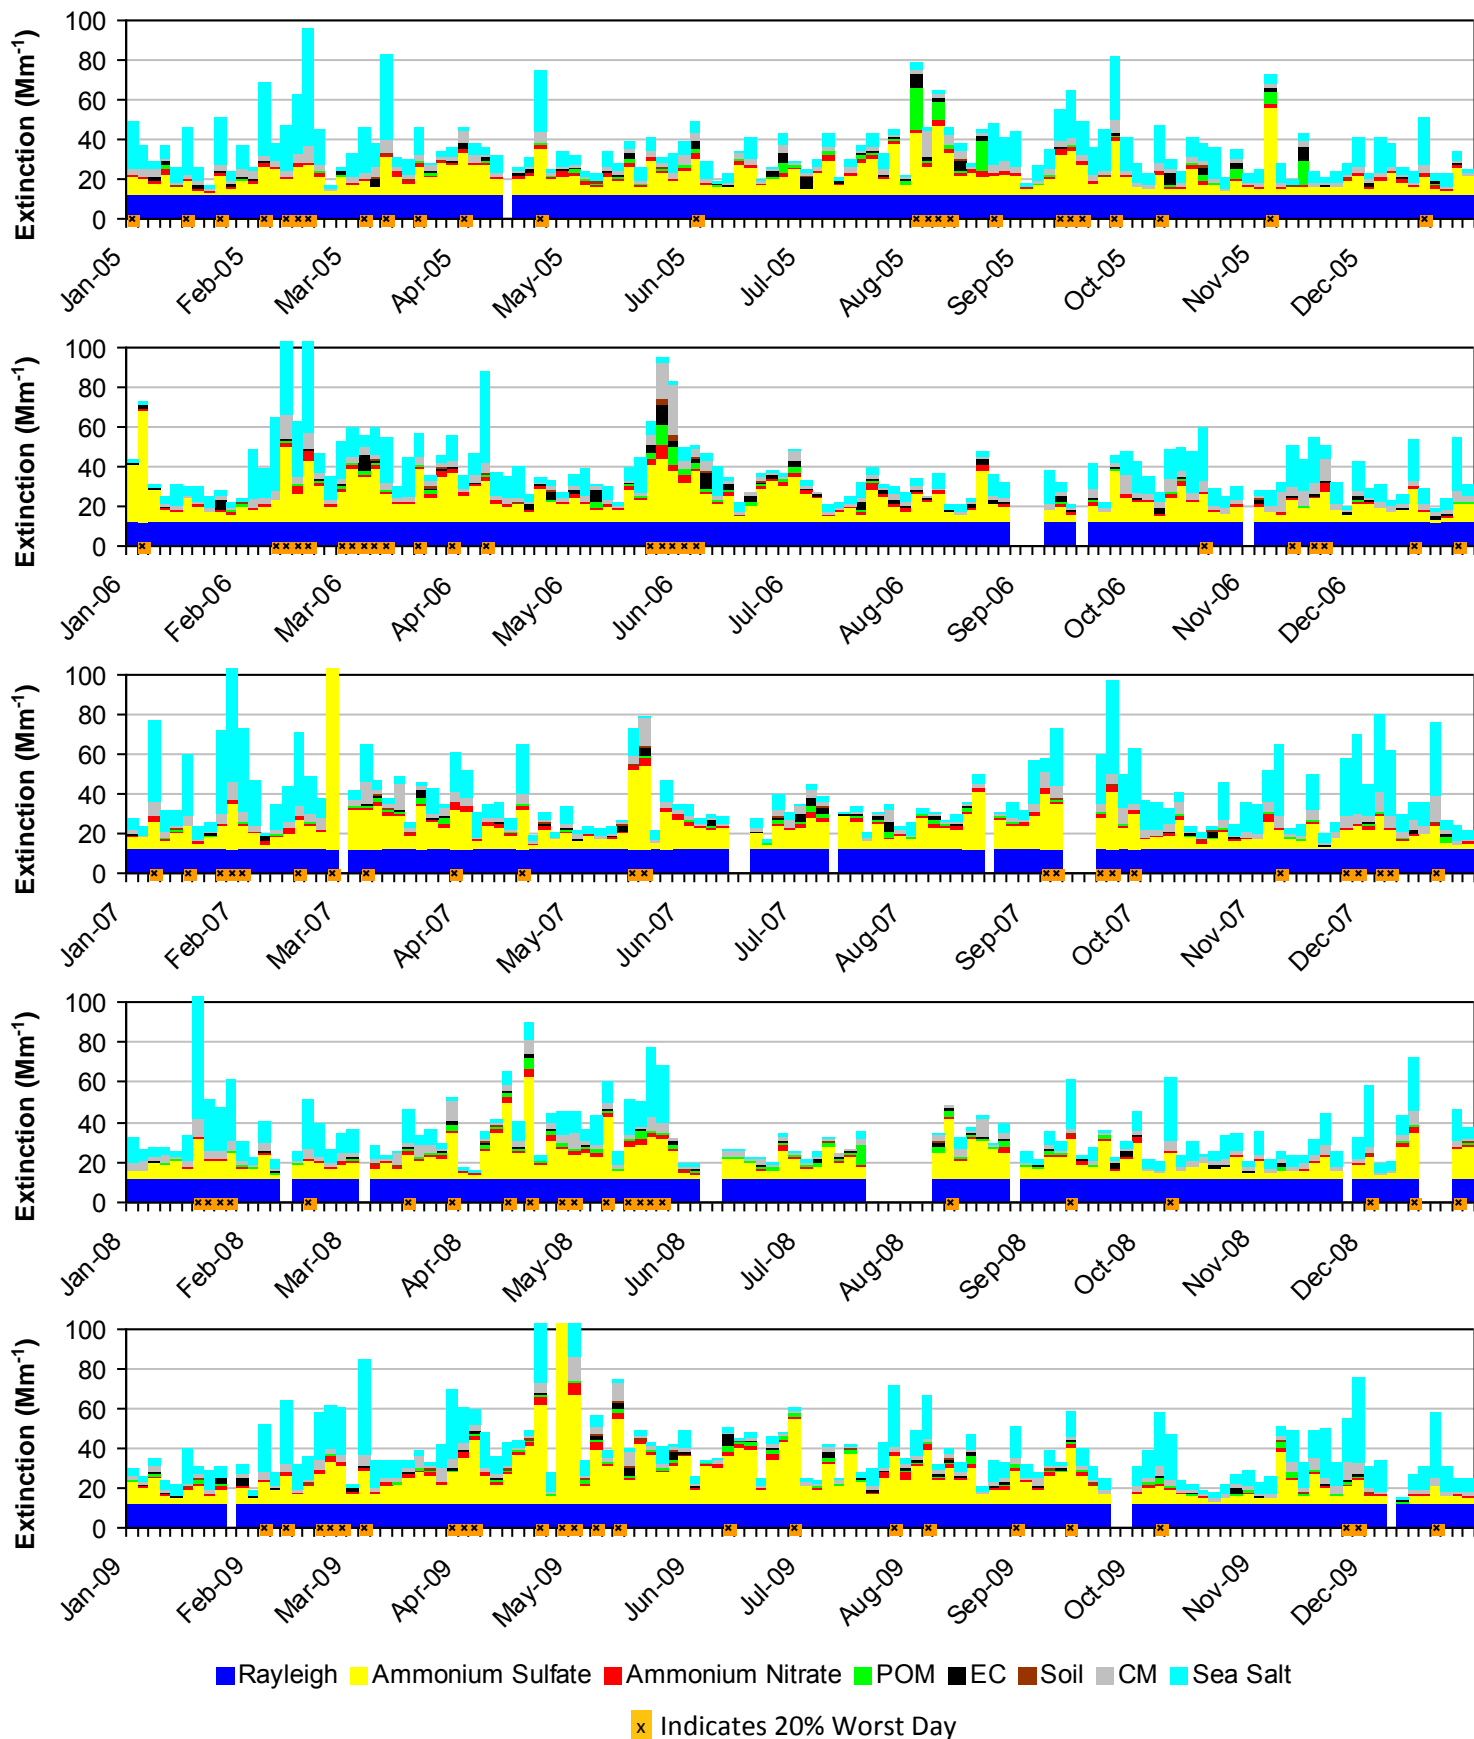 Extinction (Mm-1)
100
80
60
40
20
0
Jan-05
Feb-05
Mar-05
Apr-05
May-05
Jun-05
Jul-05
Aug-05
Sep-05
Oct-05
Nov-05
Dec-05
Extinction (Mm-1)
100
80
60
40
20
0
Jan-06
Feb-06
Mar-06
Apr-06
May-06
Jun-06
Jul-06
Aug-06
Sep-06
Oct-06
Nov-06
Dec-06
Extinction (Mm-1)
100
80
60
40
20
0
Jan-07
Feb-07
Mar-07
Apr-07
May-07
Jun-07
Jul-07
Aug-07
Sep-07
Oct-07
Nov-07
Dec-07
Extinction (Mm-1)
100
80
60
40
20
0
Jan-08
Feb-08
Mar-08
Apr-08
May-08
Jun-08
Jul-08
Aug-08
Sep-08
Oct-08
Nov-08
Dec-08
Extinction (Mm-1)
100
80
60
40
20
0
Jan-09
Feb-09
Mar-09
Apr-09
May-09
Jun-09
Jul-09
Aug-09
Sep-09
Oct-09
Nov-09
Dec-09
Rayleigh Ammonium Sulfate Ammonium Nitrate POM EC Soil CM Sea Salt
x Indicates 20% Worst Day